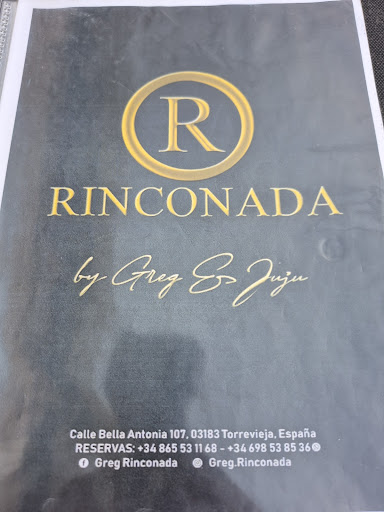 R
RINCONADA
by Greg & Juju
Calle Bella Antonia 107, 03183 Torrevieja, España
RESERVAS: +34 865 53 11 68 - +34 698 53 85 36
Greg Rinconada Greg.Rinconada